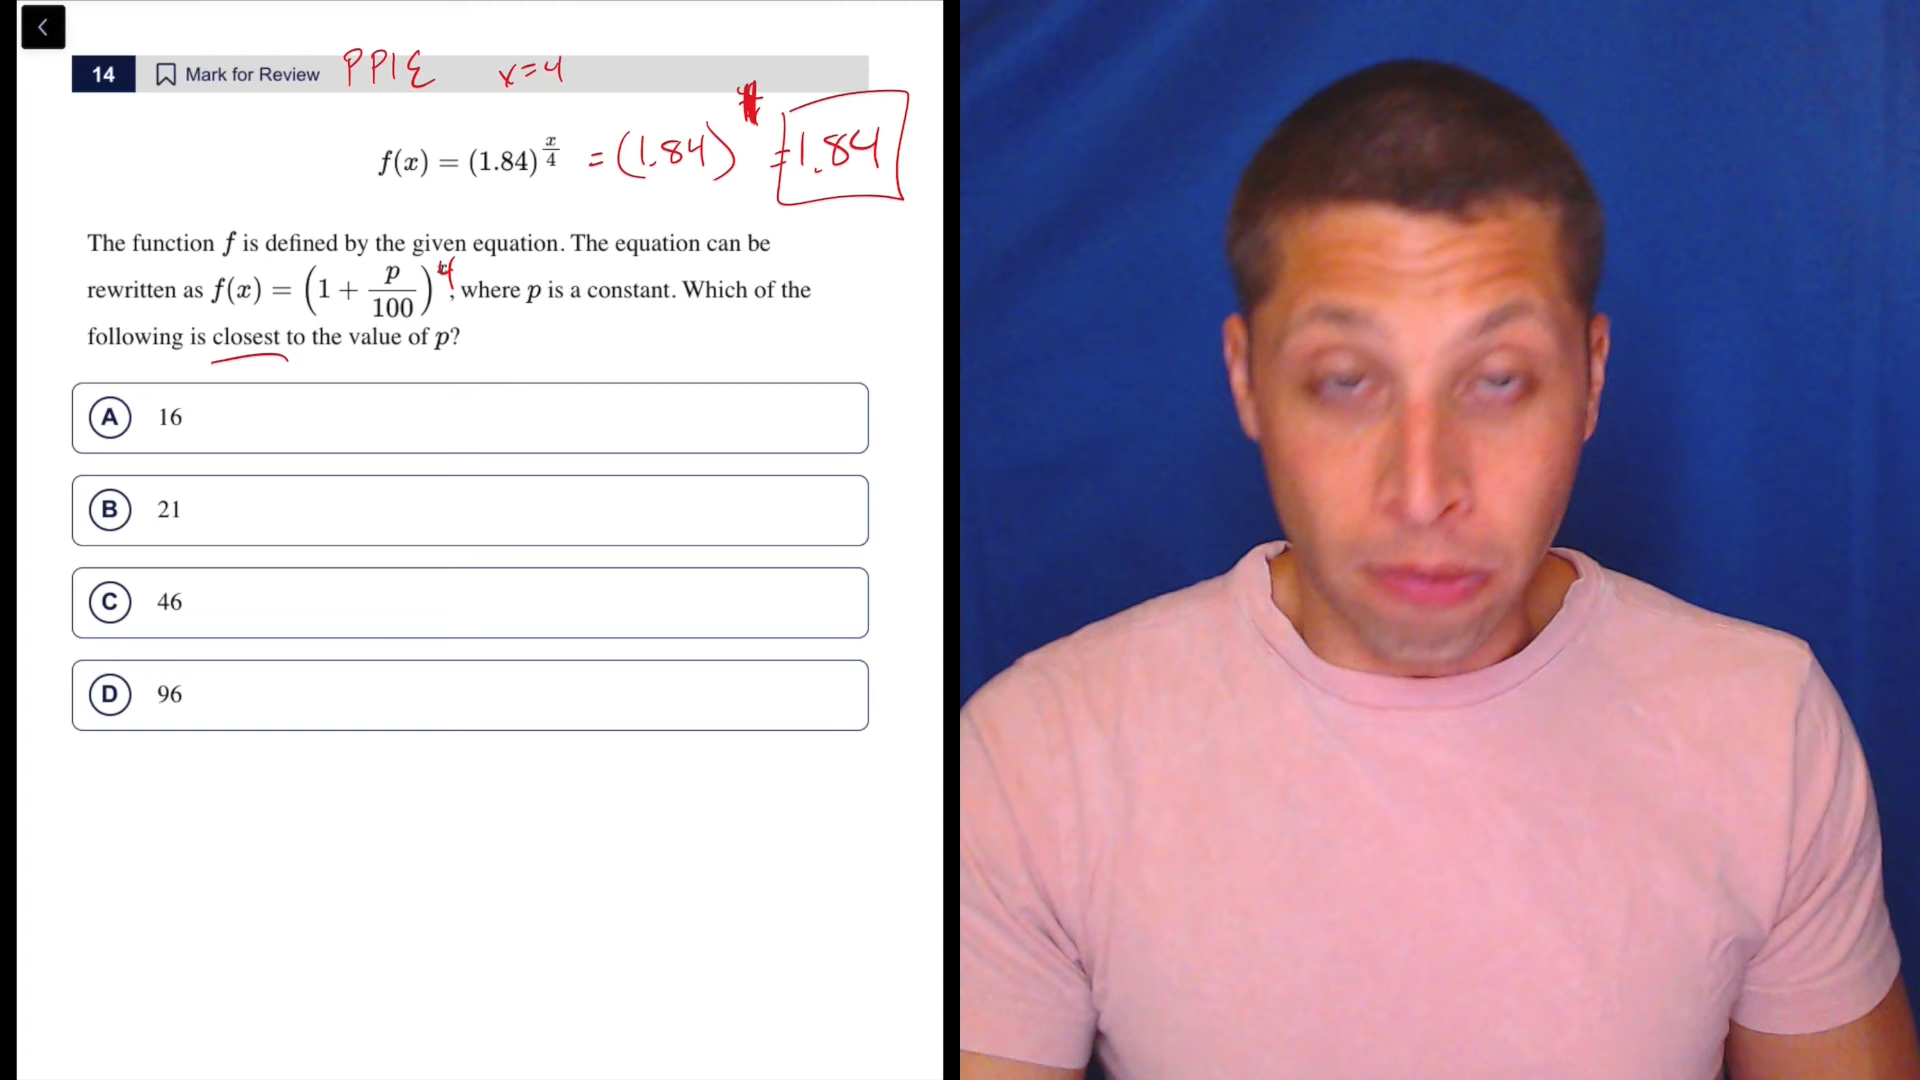 14 Mark for Review PPIE x=4
f(x) = (1.84)^{x/4} = (1.84) = 1.84
The function f is defined by the given equation. The equation can be
rewritten as f(x) = (1 + p/100)^4, where p is a constant. Which of the
following is closest to the value of p?
A 16
B 21
C 46
D 96